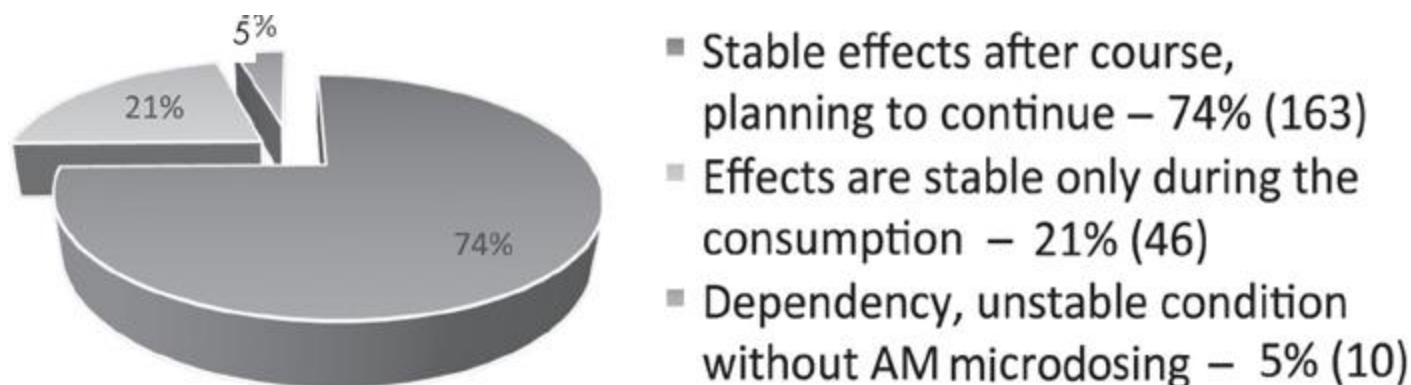 5%
21%
74%
Stable effects after course,
planning to continue – 74% (163)
Effects are stable only during the
consumption – 21% (46)
Dependency, unstable condition
without AM microdosing – 5% (10)